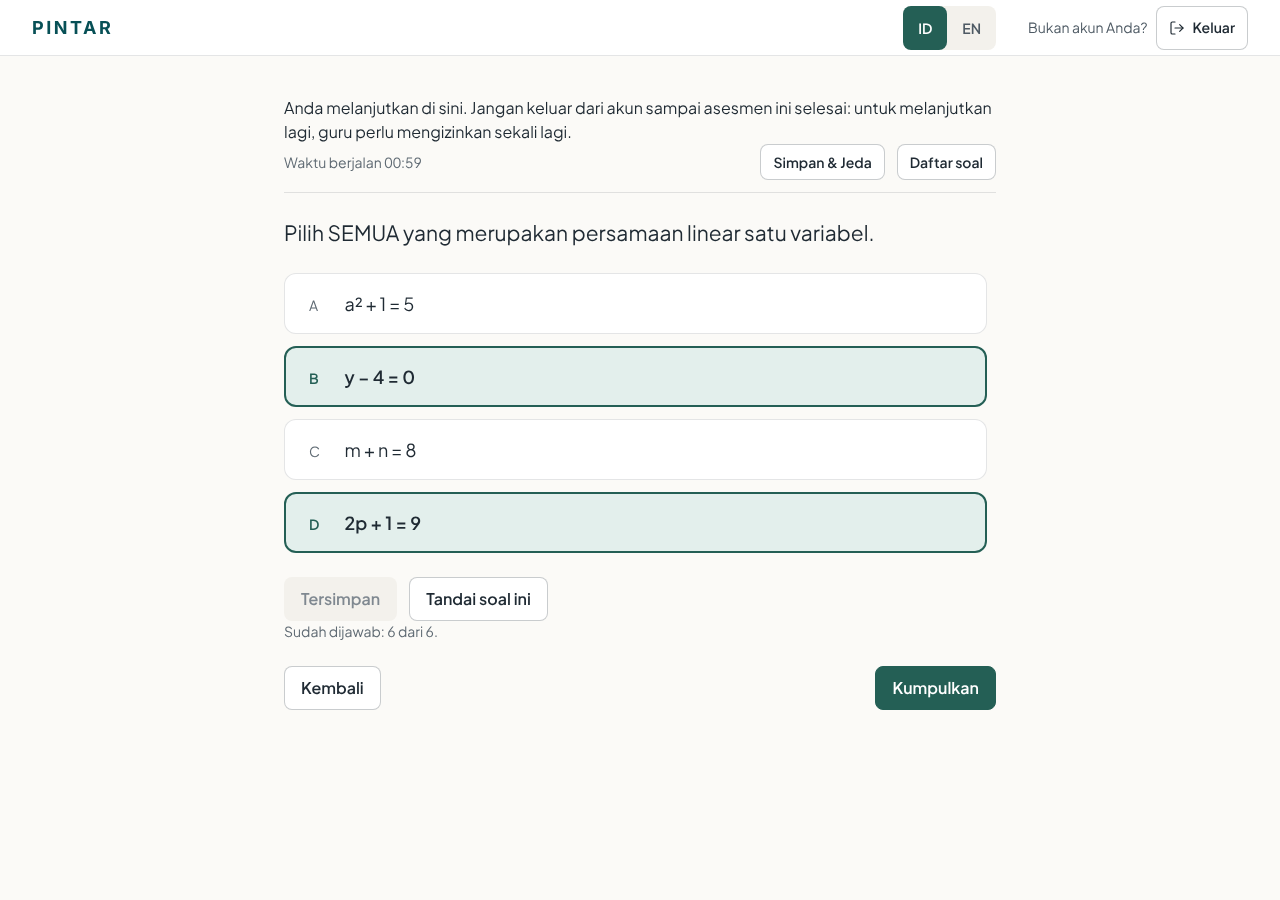 PINTAR
ID
EN
Bukan akun Anda?
Keluar
Anda melanjutkan di sini. Jangan keluar dari akun sampai asesmen ini selesai: untuk melanjutkan
lagi, guru perlu mengizinkan sekali lagi.
Waktu berjalan 00:59
Simpan & Jeda
Daftar soal
Pilih SEMUA yang merupakan persamaan linear satu variabel.
A a² + 1 = 5
B y – 4 = 0
C m + n = 8
D 2p + 1 = 9
Tersimpan
Tandai soal ini
Sudah dijawab: 6 dari 6.
Kembali
Kumpulkan